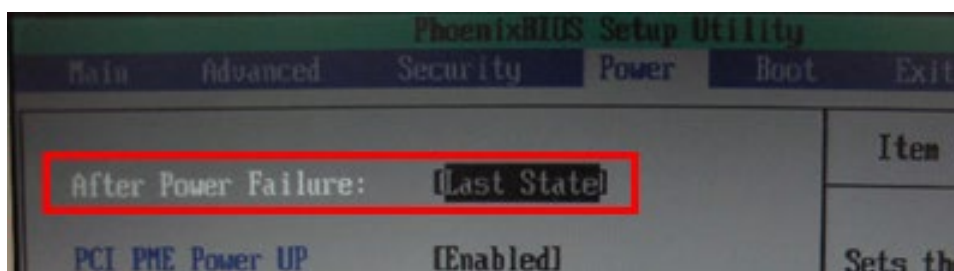 PhoenixBIOS Setup Utility
Main Advanced Security Power Boot Exit
Item
After Power Failure: [Last State]
PCI PME Power UP [Enabled]
Sets th